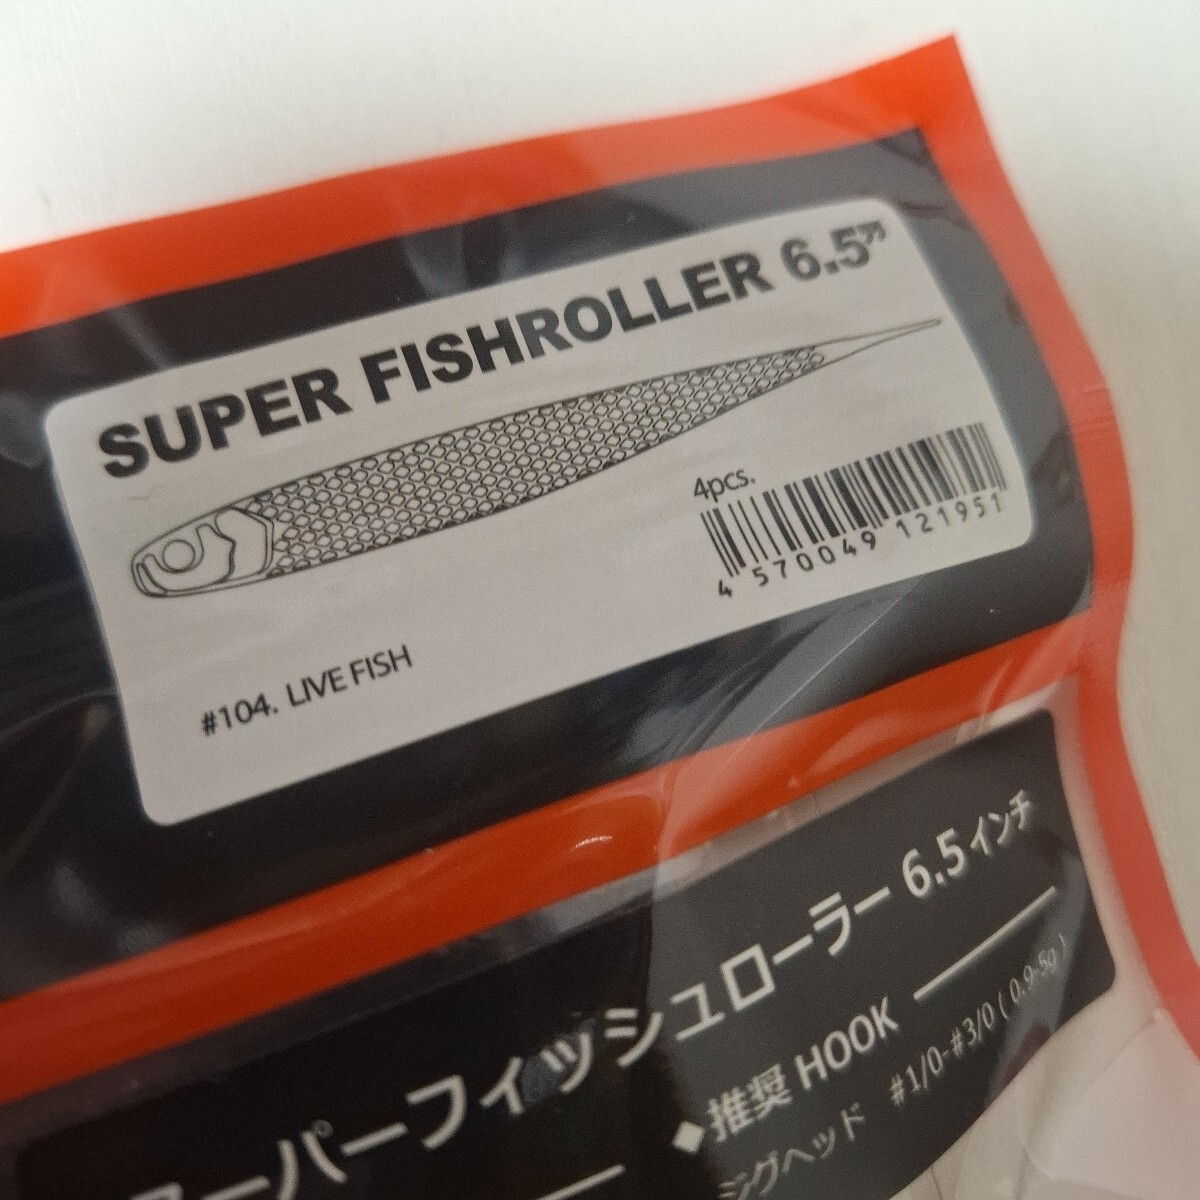 SUPER FISHROLLER 6.5”
4pcs.
4 570049 121951
#104. LIVE FISH
スーパーフィッシュローラー 6.5インチ
◆推奨 HOOK
ジグヘッド #1/0-#3/0 ( 0.9-5g )